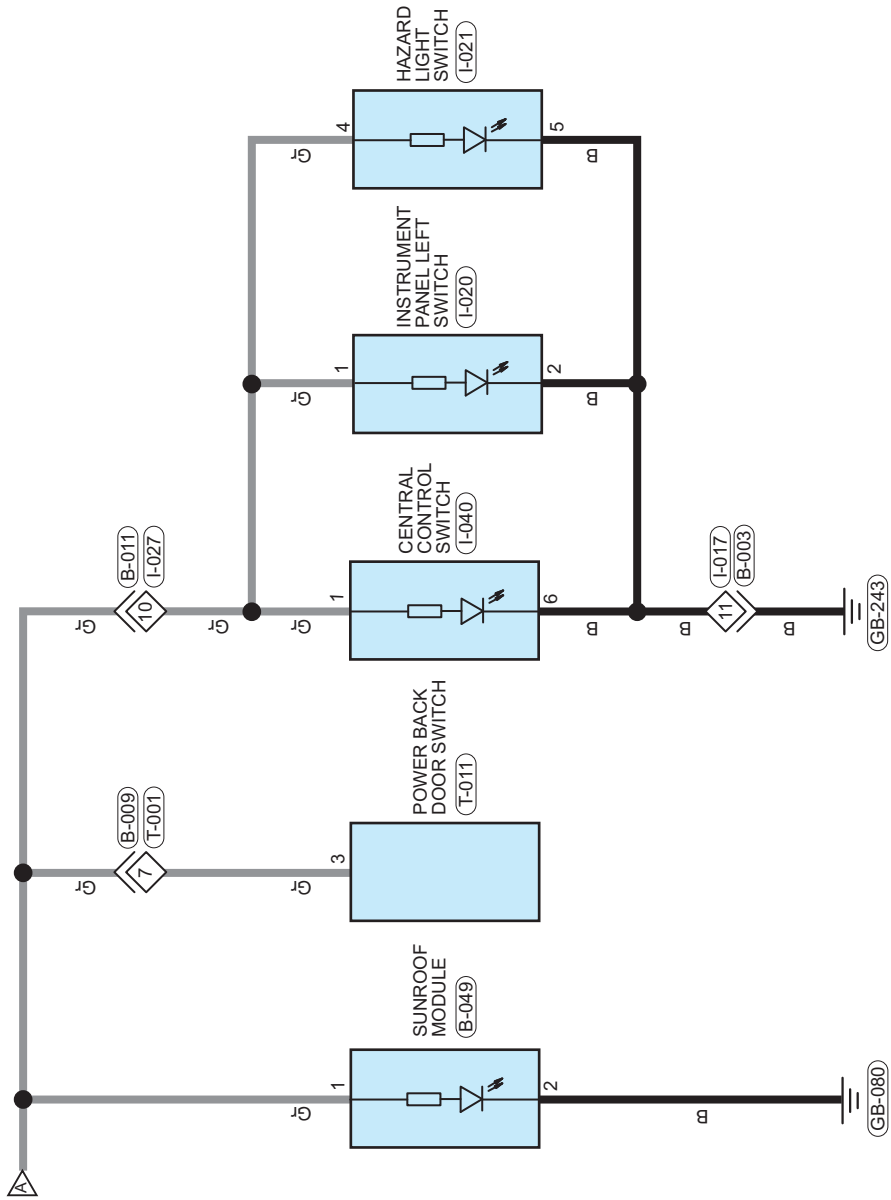 A
Gr
1
SUNROOF
MODULE
B-049
2
B
GB-080
Gr
7
B-009
T-001
Gr
3
POWER BACK
DOOR SWITCH
T-011
Gr
10
B-011
I-027
Gr
Gr
1
CENTRAL
CONTROL
SWITCH
I-040
6
B
B
11
I-017
B-003
B
GB-243
Gr
1
INSTRUMENT
PANEL LEFT
SWITCH
I-020
2
B
Gr
4
HAZARD
LIGHT
SWITCH
I-021
5
B